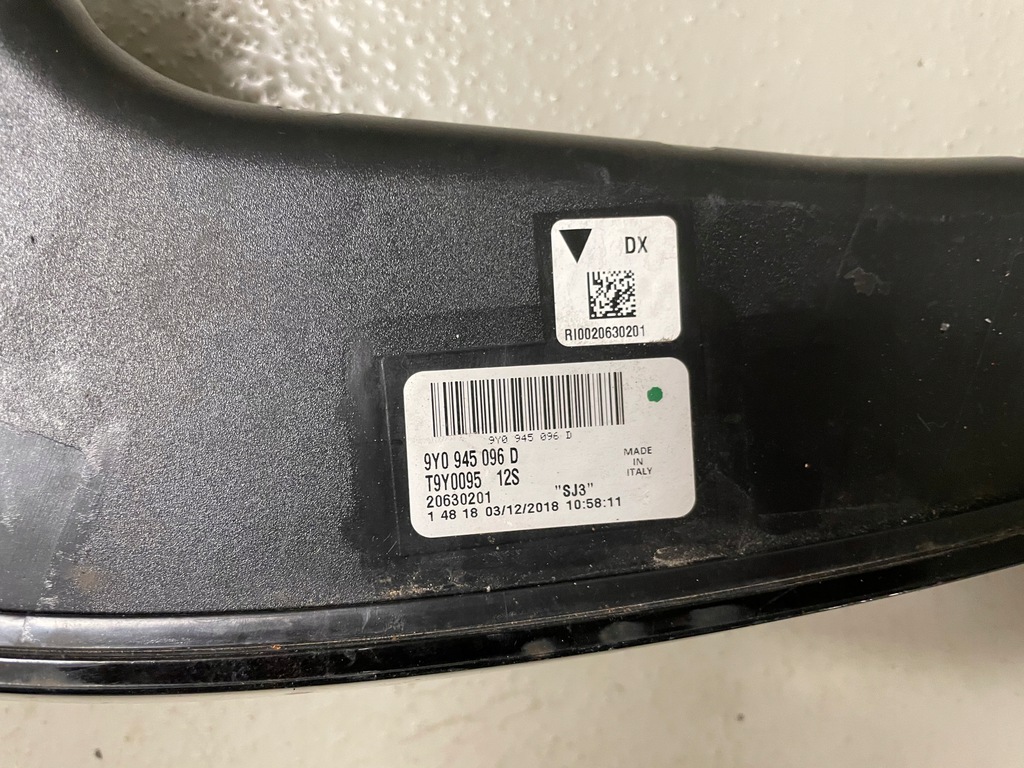 DX
RI0020630201
9Y0 945 096 D
9Y0 945 096 D
T9Y0095 12S
20630201
"SJ3"
MADE
IN
ITALY
1 48 18 03/12/2018 10:58:11